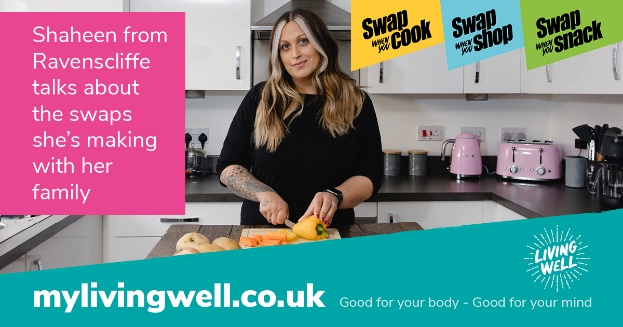 Shaheen from
Ravenscliffe
talks about
the swaps
she's making
with her
family
Swap
WHEN YOU cook
Swap
WHEN YOU shop
Swap
WHEN YOU snack
LIVING
WELL
mylivingwell.co.uk
Good for your body - Good for your mind